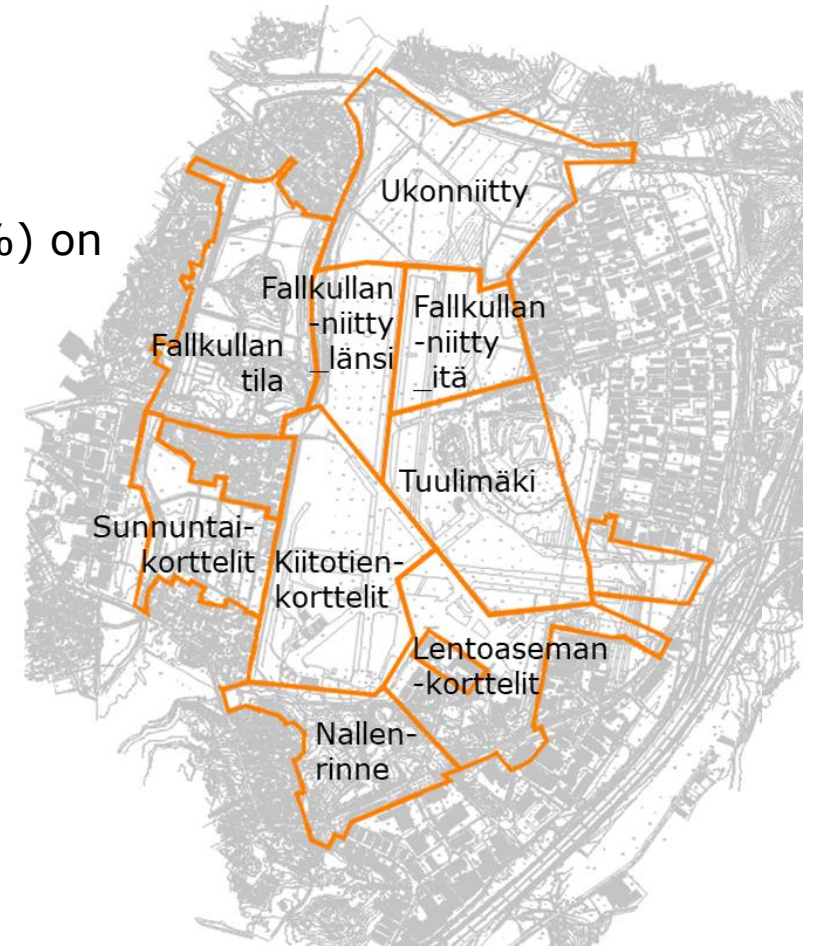 Ukonniitty
%) on
Fallkullan
-niitty
_länsi
Fallkullan
-niitty
_itä
Fallkullan
tila
Tuulimäki
Sunnuntai-
korttelit
Kiitotien-
korttelit
Lentoaseman
-korttelit
Nallen-
rinne